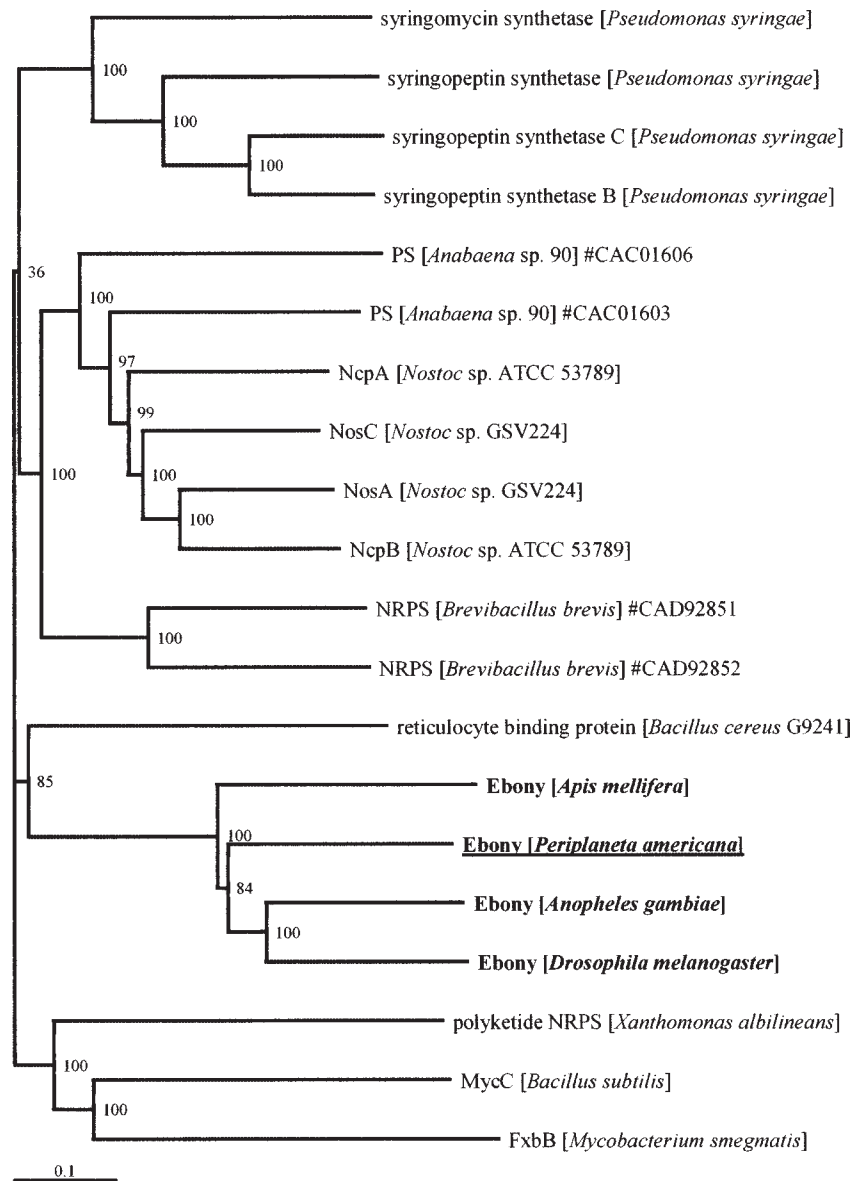 syringomycin synthetase [Pseudomonas syringae]
100
syringopeptin synthetase [Pseudomonas syringae]
100
syringopeptin synthetase C [Pseudomonas syringae]
100
syringopeptin synthetase B [Pseudomonas syringae]
PS [Anabaena sp. 90] #CAC01606
36
100
PS [Anabaena sp. 90] #CAC01603
97
NcpA [Nostoc sp. ATCC 53789]
99
NosC [Nostoc sp. GSV224]
100
100
NosA [Nostoc sp. GSV224]
100
NcpB [Nostoc sp. ATCC 53789]
NRPS [Brevibacillus brevis] #CAD92851
100
NRPS [Brevibacillus brevis] #CAD92852
reticulocyte binding protein [Bacillus cereus G9241]
85
Ebony [Apis mellifera]
100
Ebony [Periplaneta americana]
84
Ebony [Anopheles gambiae]
100
Ebony [Drosophila melanogaster]
polyketide NRPS [Xanthomonas albilineans]
100
MycC [Bacillus subtilis]
100
FxbB [Mycobacterium smegmatis]
0.1